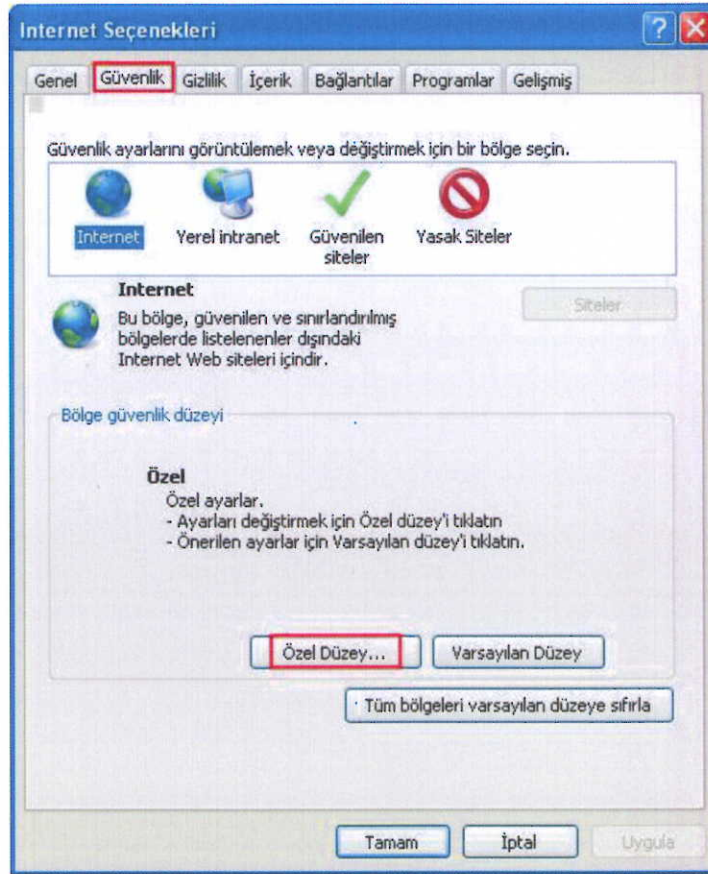 Internet Seçenekleri
Genel Güvenlik Gizlilik İçerik Bağlantılar Programlar Gelişmiş
Güvenlik ayarlarını görüntülemek veya değiştirmek için bir bölge seçin.
Internet Yerel intranet Güvenilen siteler Yasak Siteler
Internet
Siteler
Bu bölge, güvenilen ve sınırlandırılmış
bölgelerde listelenenler dışındaki
Internet Web siteleri içindir.
Bölge güvenlik düzeyi
Özel
Özel ayarlar.
- Ayarları değiştirmek için Özel düzey'i tıklatın
- Önerilen ayarlar için Varsayılan düzey'i tıklatın.
Özel Düzey... Varsayılan Düzey
Tüm bölgeleri varsayılan düzeye sıfırla
Tamam İptal Uygula